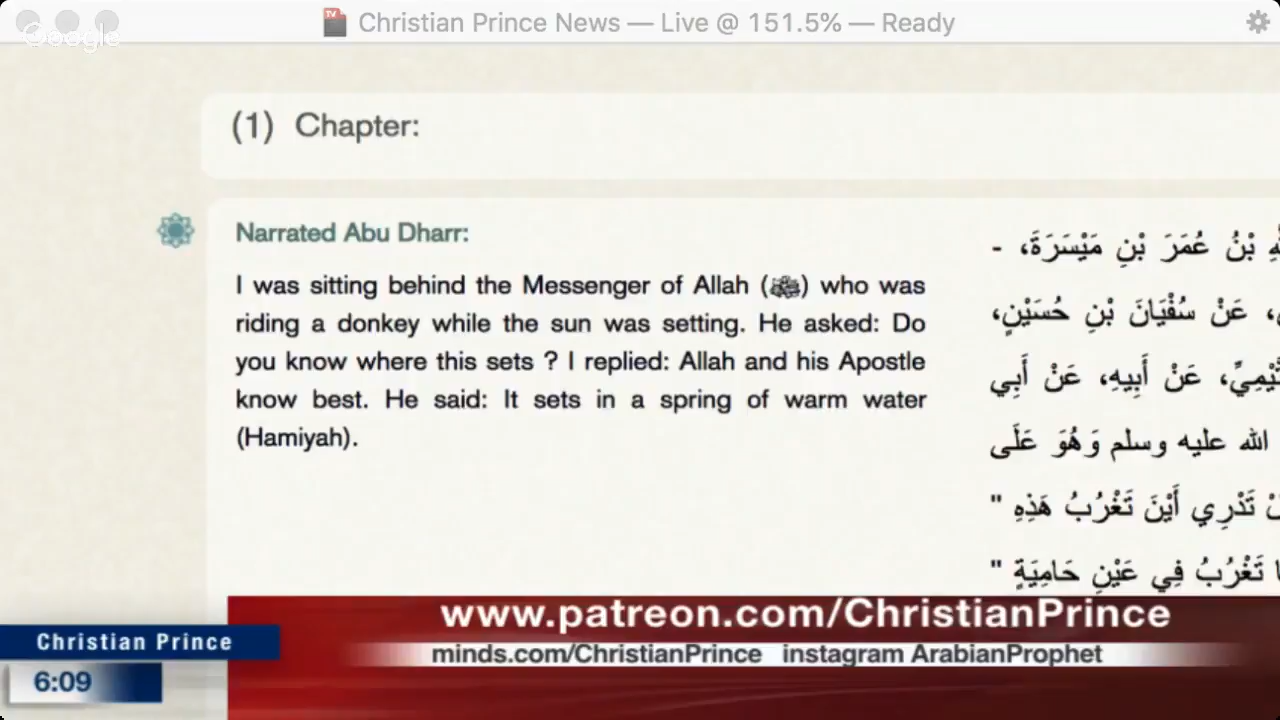 Google
Christian Prince News — Live @ 151.5% — Ready
(1) Chapter:
Narrated Abu Dharr:
I was sitting behind the Messenger of Allah (ﷺ) who was
riding a donkey while the sun was setting. He asked: Do
you know where this sets ? I replied: Allah and his Apostle
know best. He said: It sets in a spring of warm water
(Hamiyah).
بْنُ عُمَرَ بْنِ مَيْسَرَةَ، -
، عَنْ سُفْيَانَ بْنِ حُسَيْنٍ،
عَنْ أَبِيهِ، عَنْ أَبِي
الله عليه وسلم وَهُوَ عَلَى
تَدْرِي أَيْنَ تَغْرُبُ هَذِهِ "
تَغْرُبُ فِي عَيْنِ حَامِيَةٍ "
www.patreon.com/ChristianPrince
Christian Prince
minds.com/ChristianPrince instagram ArabianProphet
6:09